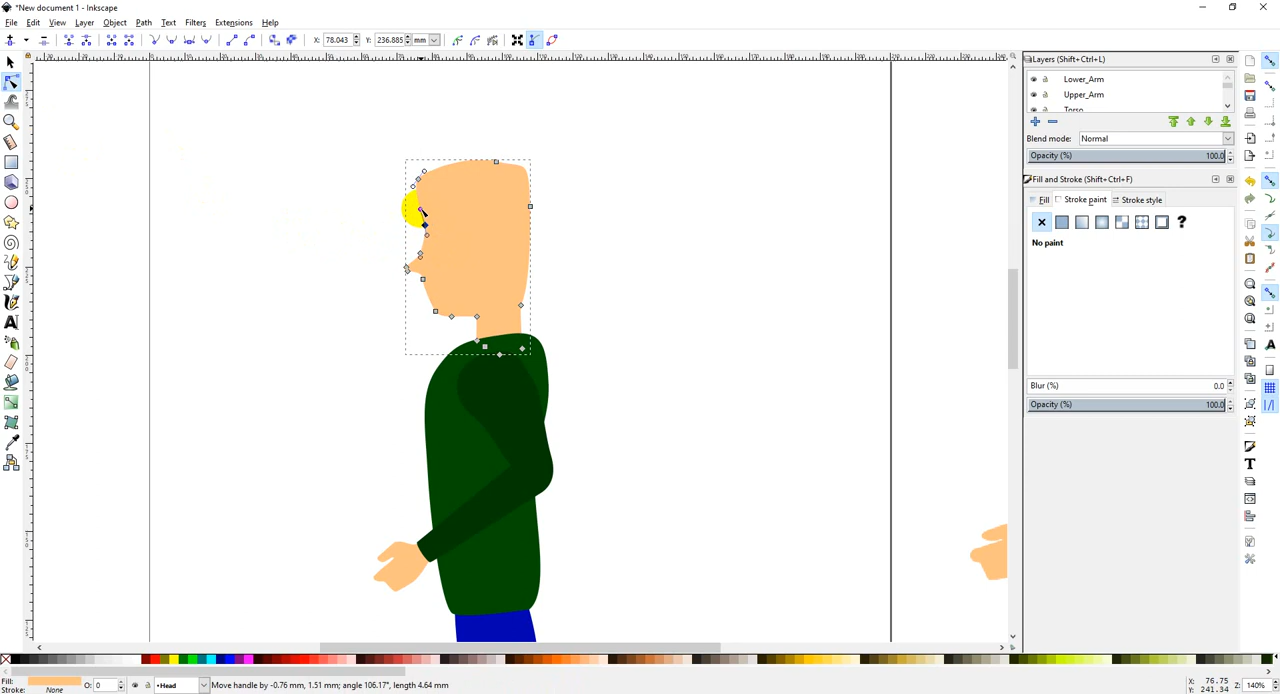 *New document 1 - Inkscape
File Edit View Layer Object Path Text Filters Extensions Help
X: 78.043 Y: 236.885 mm
Layers (Shift+Ctrl+L)
Lower_Arm
Upper_Arm
Torso
Blend mode: Normal
Opacity (%) 100.0
Fill and Stroke (Shift+Ctrl+F)
Fill Stroke paint Stroke style
?
No paint
Blur (%) 0.0
Opacity (%) 100.0
Fill:
Stroke: None
O: 0
Head
Move handle by -0.76 mm, 1.51 mm; angle 106.17°, length 4.64 mm
X: 76.75
Y: 241.34
Z: 140%